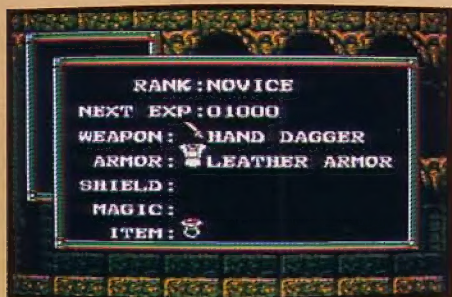 RANK:NOVICE
NEXT EXP:01000
WEAPON: HAND DAGGER
ARMOR: LEATHER ARMOR
SHIELD:
MAGIC:
ITEM: